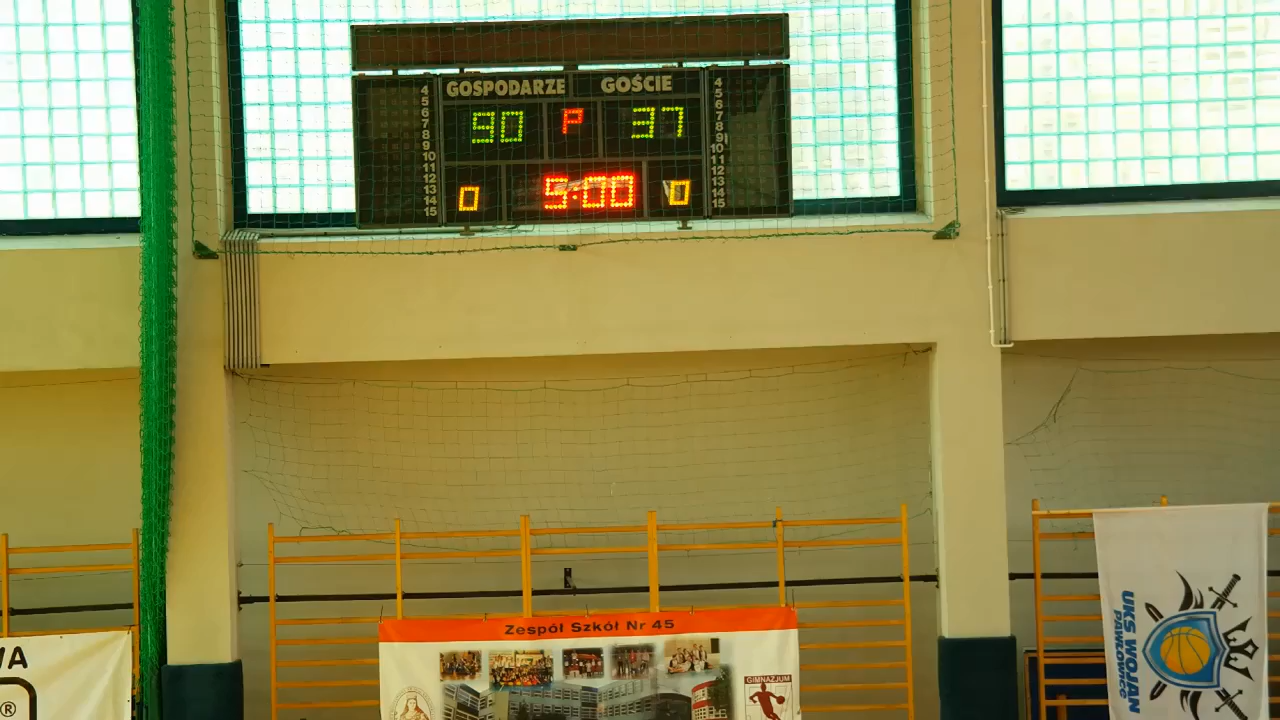 GOSPODARZE GOŚCIE
4 4
5 5
6 6
7 7
8 8
9 9
10 10
11 11
12 12
13 13
14 14
15 15
90 P 37
0 5:00 0
Zespół Szkół Nr 45
GIMNAZJUM
WA
®
UKS WOJAN
PAWŁOWICE